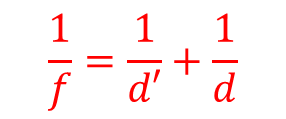 1/f = 1/d′ + 1/d